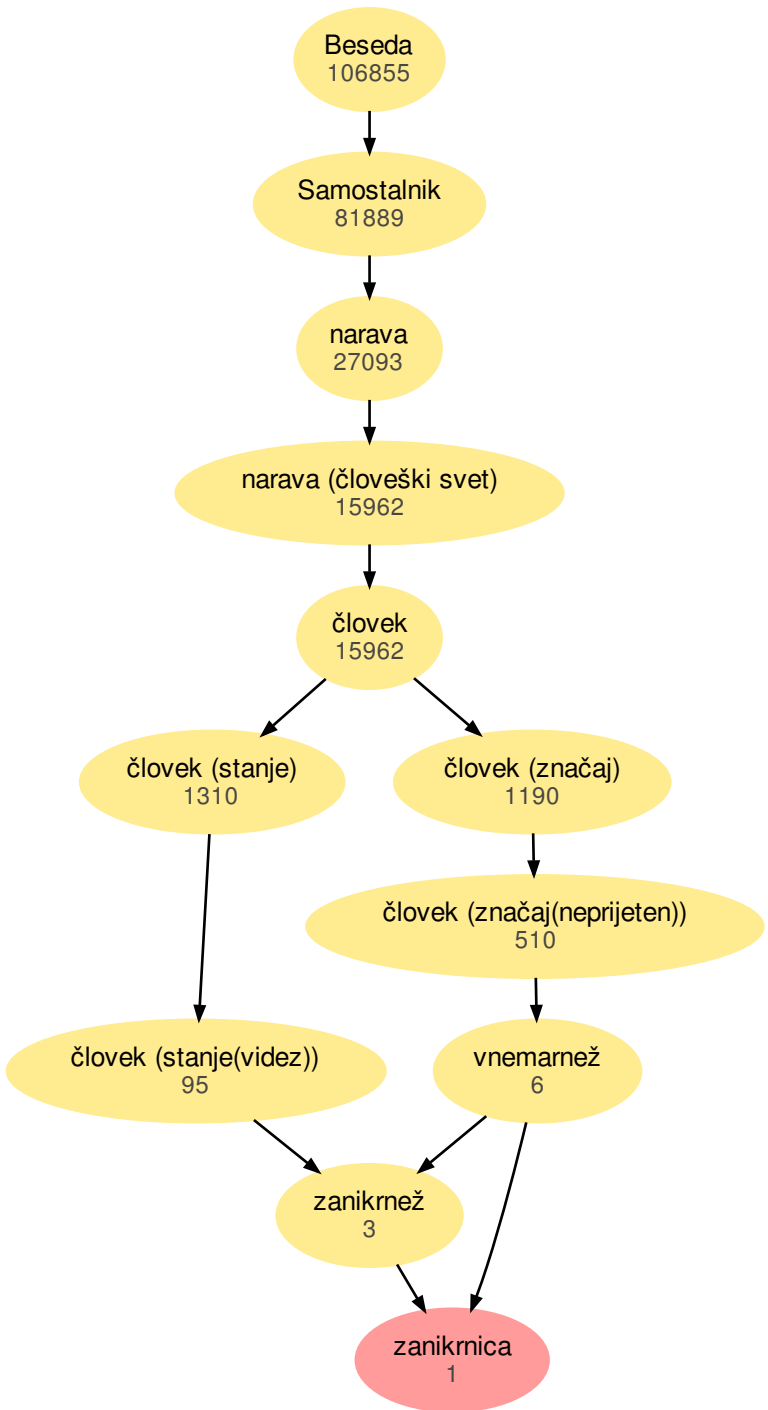 Beseda
106855
Samostalnik
81889
narava
27093
narava (človeški svet)
15962
človek
15962
človek (stanje)
1310
človek (značaj)
1190
človek (značaj(neprijeten))
510
človek (stanje(videz))
95
vnemarnež
6
zanikrnež
3
zanikrnica
1